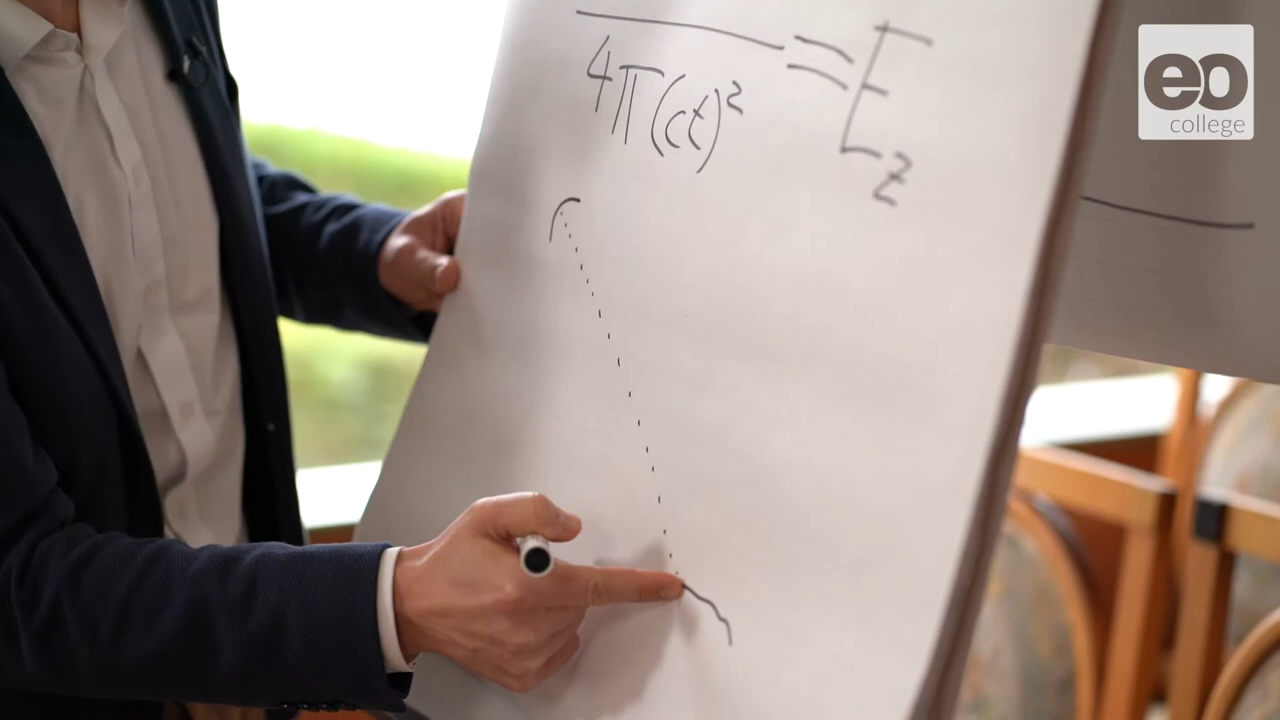 4π(ct)² = E_z
eo
college